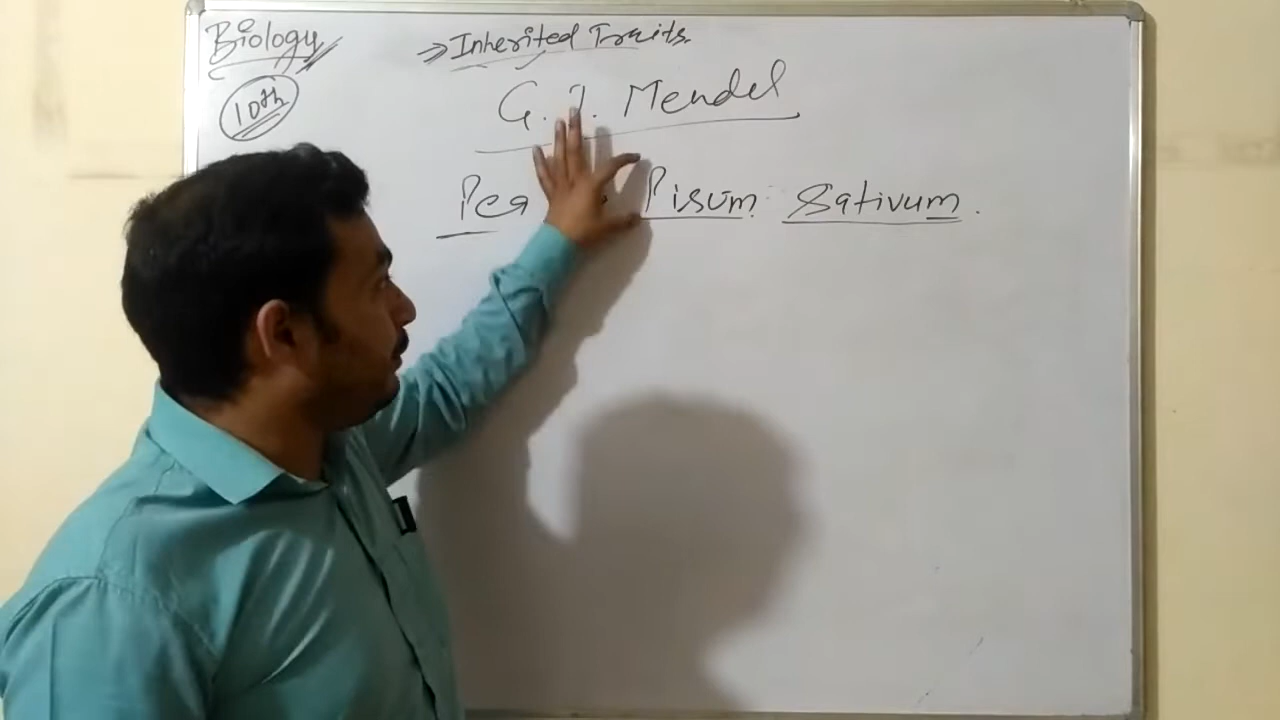 Biology
⇒ Inherited Traits.
10th
G. J. Mendel
Pea Pisum Sativum.